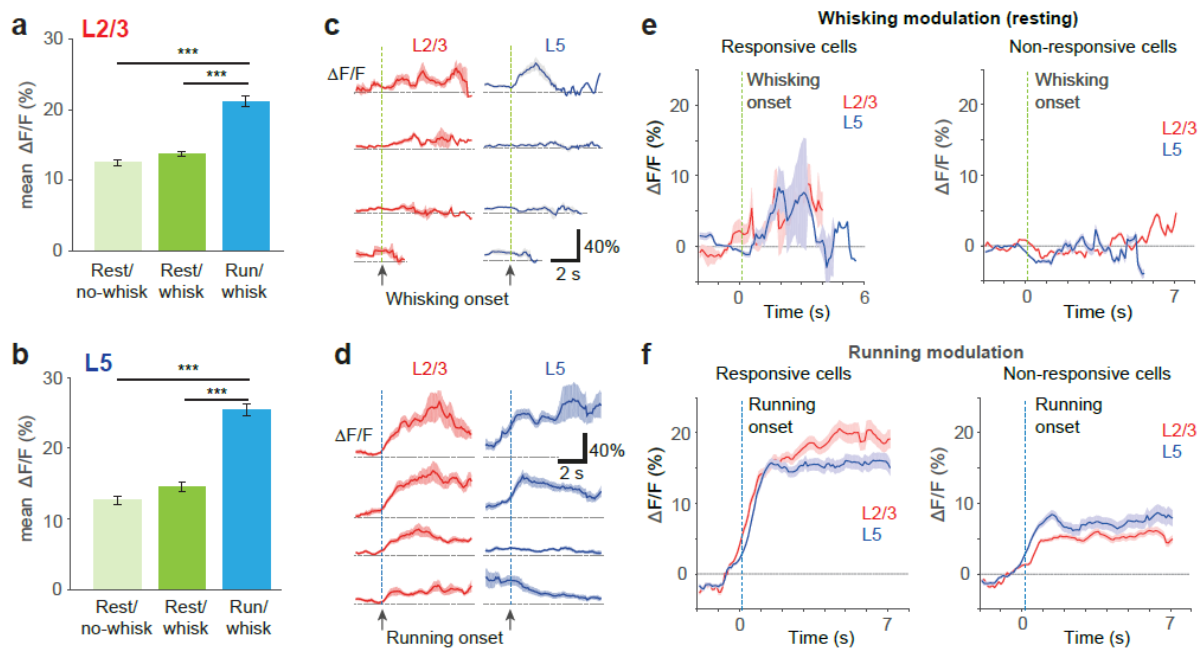 a L2/3
30
20
10
0
mean ΔF/F (%)
***
***
Rest/
no-whisk
Rest/
whisk
Run/
whisk
b L5
30
20
10
0
mean ΔF/F (%)
***
***
Rest/
no-whisk
Rest/
whisk
Run/
whisk
c
L2/3 L5
ΔF/F
40%
2 s
Whisking onset
d
L2/3 L5
ΔF/F
40%
2 s
Running onset
e Whisking modulation (resting)
Responsive cells
Whisking
onset
L2/3
L5
20
10
0
ΔF/F (%)
0 6
Time (s)
Non-responsive cells
Whisking
onset
L2/3
L5
20
10
0
ΔF/F (%)
0 7
Time (s)
f Running modulation
Responsive cells
Running
onset
L2/3
L5
20
10
0
ΔF/F (%)
0 7
Time (s)
Non-responsive cells
Running
onset
L2/3
L5
20
10
0
ΔF/F (%)
0 7
Time (s)